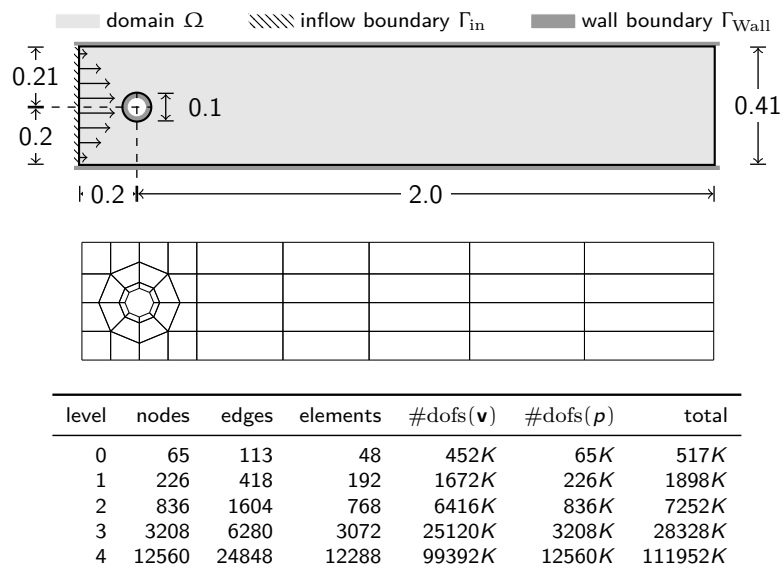 domain Ω inflow boundary Γin wall boundary ΓWall
0.21
0.2
0.1
0.41
0.2 2.0
level nodes edges elements #dofs(v) #dofs(p) total
0 65 113 48 452K 65K 517K
1 226 418 192 1672K 226K 1898K
2 836 1604 768 6416K 836K 7252K
3 3208 6280 3072 25120K 3208K 28328K
4 12560 24848 12288 99392K 12560K 111952K